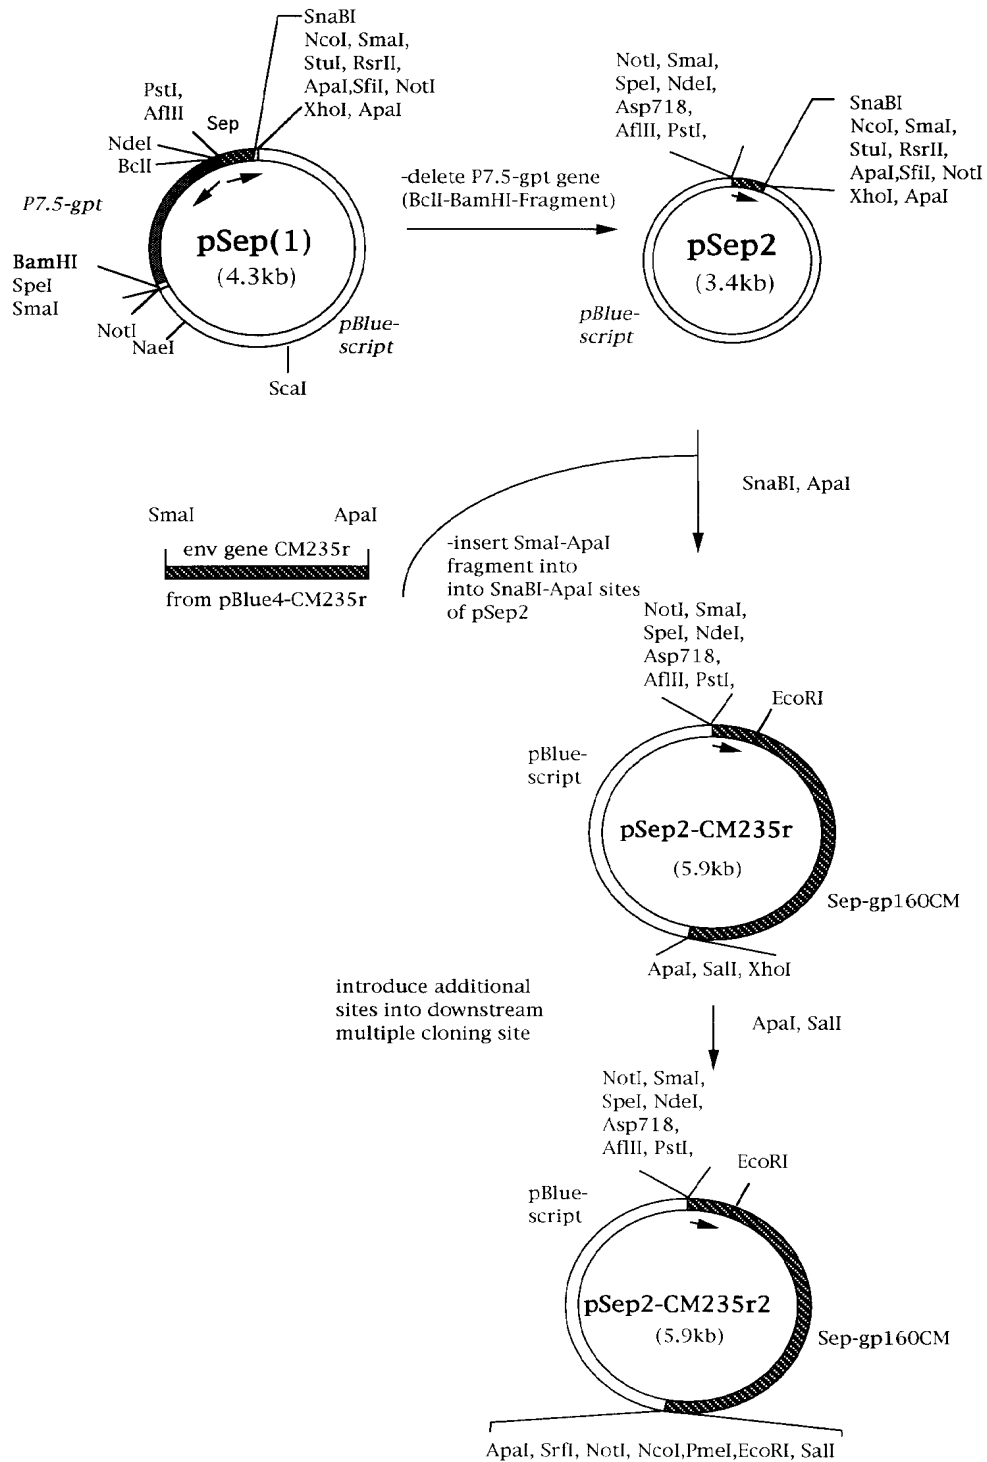 SnaBI
NcoI, SmaI,
StuI, RsrII,
ApaI,SfiI, NotI
XhoI, ApaI
PstI,
AflII
Sep
NdeI
BclI
P7.5-gpt
BamHI
SpeI
SmaI
NotI
NaeI
ScaI
pSep(1)
(4.3kb)
pBlue-
script
-delete P7.5-gpt gene
(BclI-BamHI-Fragment)
NotI, SmaI,
SpeI, NdeI,
Asp718,
AflII, PstI,
SnaBI
NcoI, SmaI,
StuI, RsrII,
ApaI,SfiI, NotI
XhoI, ApaI
pSep2
(3.4kb)
pBlue-
script
SnaBI, ApaI
SmaI ApaI
env gene CM235r
from pBlue4-CM235r
-insert SmaI-ApaI
fragment into
into SnaBI-ApaI sites
of pSep2
NotI, SmaI,
SpeI, NdeI,
Asp718,
AflII, PstI,
EcoRI
pBlue-
script
pSep2-CM235r
(5.9kb)
Sep-gp160CM
ApaI, SalI, XhoI
introduce additional
sites into downstream
multiple cloning site
ApaI, SalI
NotI, SmaI,
SpeI, NdeI,
Asp718,
AflII, PstI,
EcoRI
pBlue-
script
pSep2-CM235r2
(5.9kb)
Sep-gp160CM
ApaI, SrfI, NotI, NcoI,PmeI,EcoRI, SalI